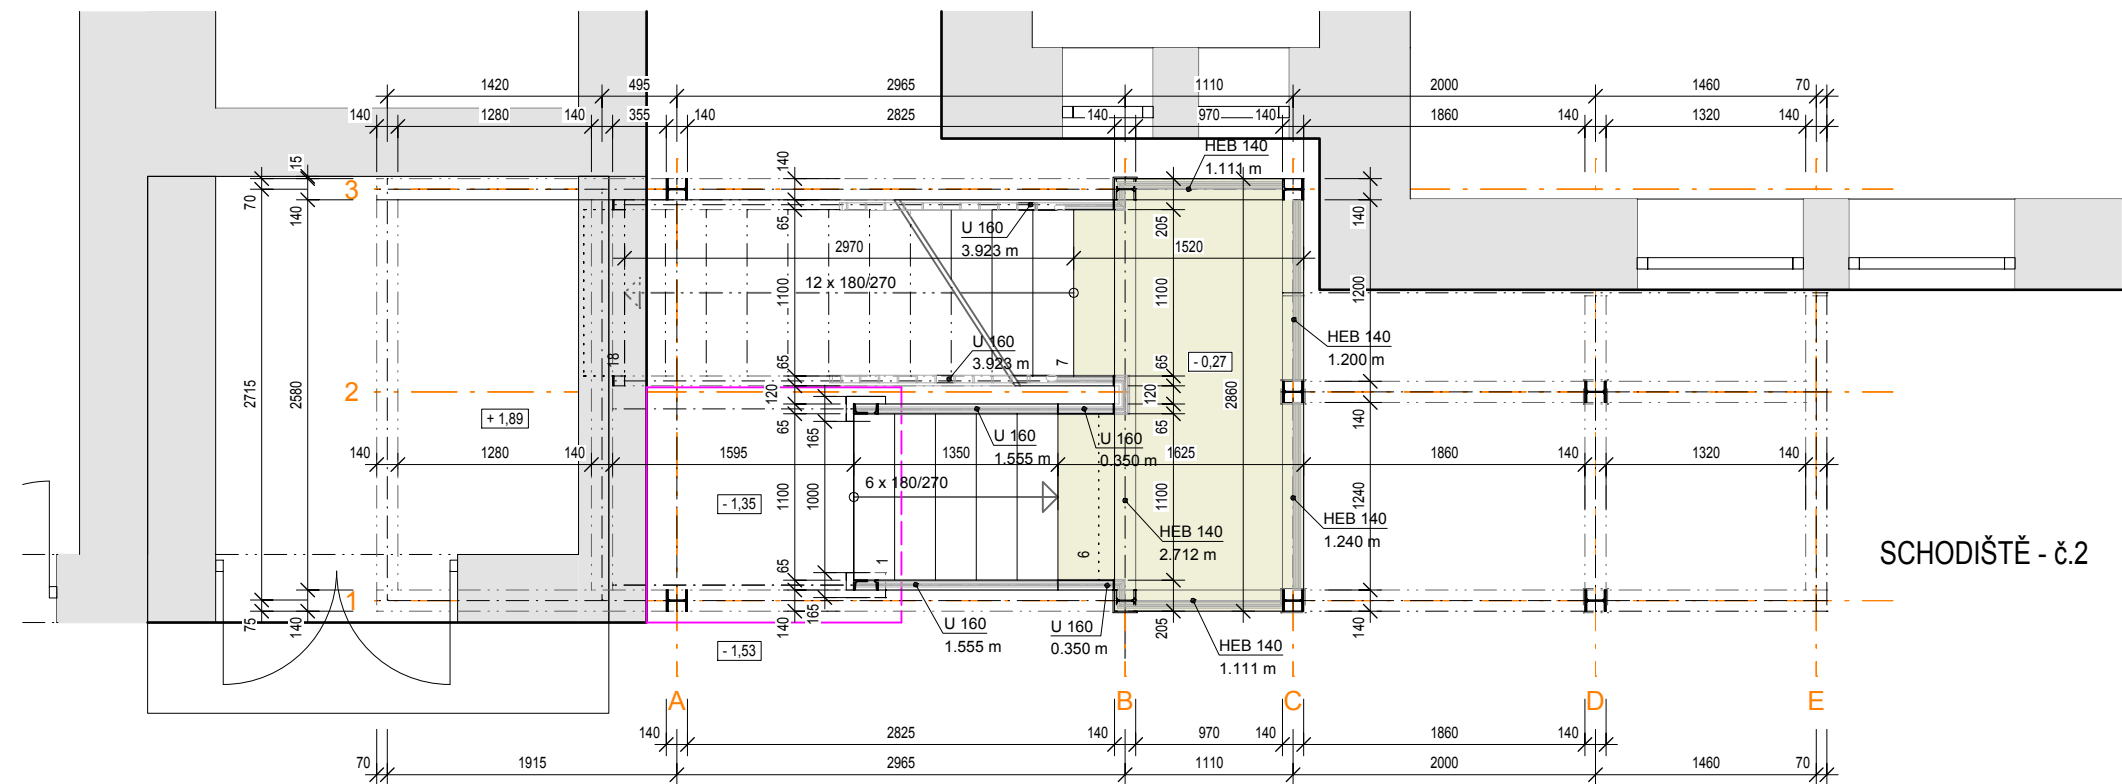 1420 495 2965 1110 2000 1460 70
140 1280 140 355 140 2825 140 970 140 1860 140 1320 140
HEB 140
1.111 m
15
140
3
70
140
65
205
140
U 160
3.923 m
2970
1520
12 x 180/270
1100
1100
1200
HEB 140
1.200 m
U 160
3.923 m
18
7
- 0,27
65
65
2715
2580
2
120
120
2860
+ 1,89
65
165
65
140
U 160
1.555 m
U 160
0.350 m
140 1280 140 1595 1350 1625 1860 140 1320 140
6 x 180/270
- 1,35
1100
1000
1100
1240
HEB 140
1.240 m
HEB 140
2.712 m
SCHODIŠTĚ - č.2
1
6
65
1
75
140
140
165
205
140
U 160
1.555 m
U 160
0.350 m
HEB 140
1.111 m
- 1,53
A B C D E
140 2825 140 970 140 1860 140
70 1915 2965 1110 2000 1460 70